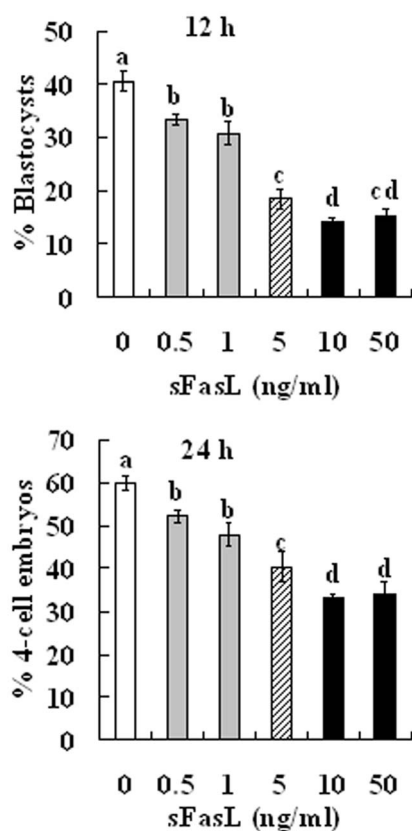 12 h
% Blastocysts
50
40
30
20
10
0
a
b
b
c
d
cd
0 0.5 1 5 10 50
sFasL (ng/ml)
24 h
% 4-cell embryos
70
60
50
40
30
20
10
0
a
b
b
c
d
d
0 0.5 1 5 10 50
sFasL (ng/ml)